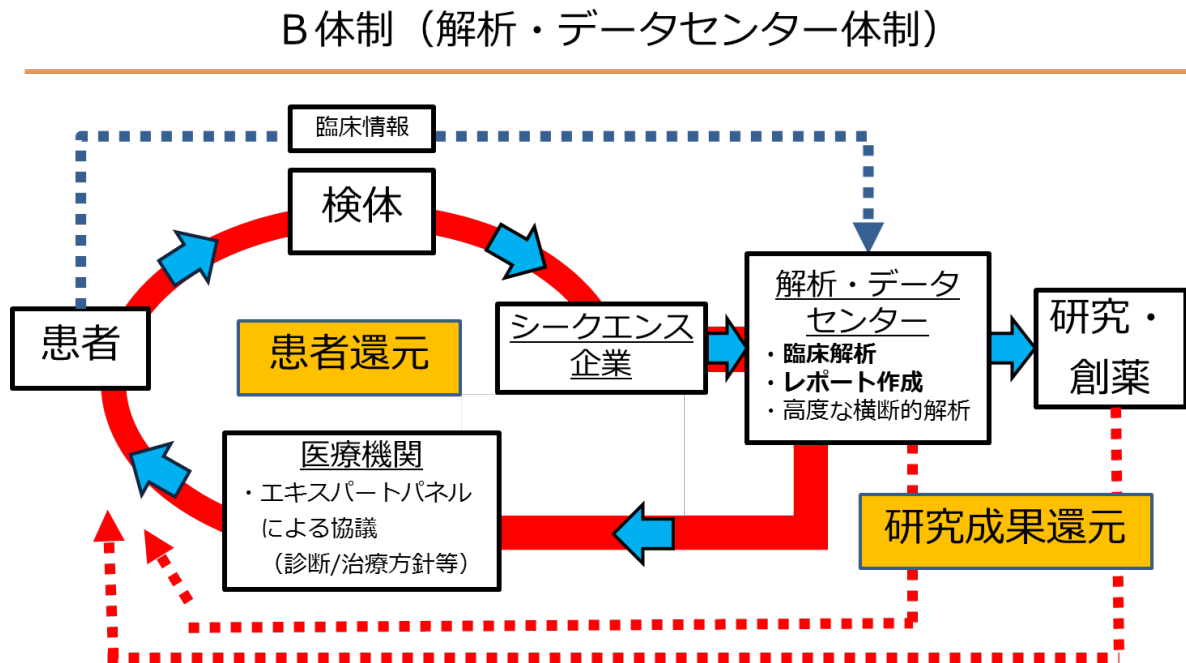 B体制（解析・データセンター体制）
臨床情報
検体
患者
患者還元
シークエンス
企業
解析・データ
センター
・臨床解析
・レポート作成
・高度な横断的解析
研究・
創薬
医療機関
・エキスパートパネル
による協議
（診断/治療方針等）
研究成果還元